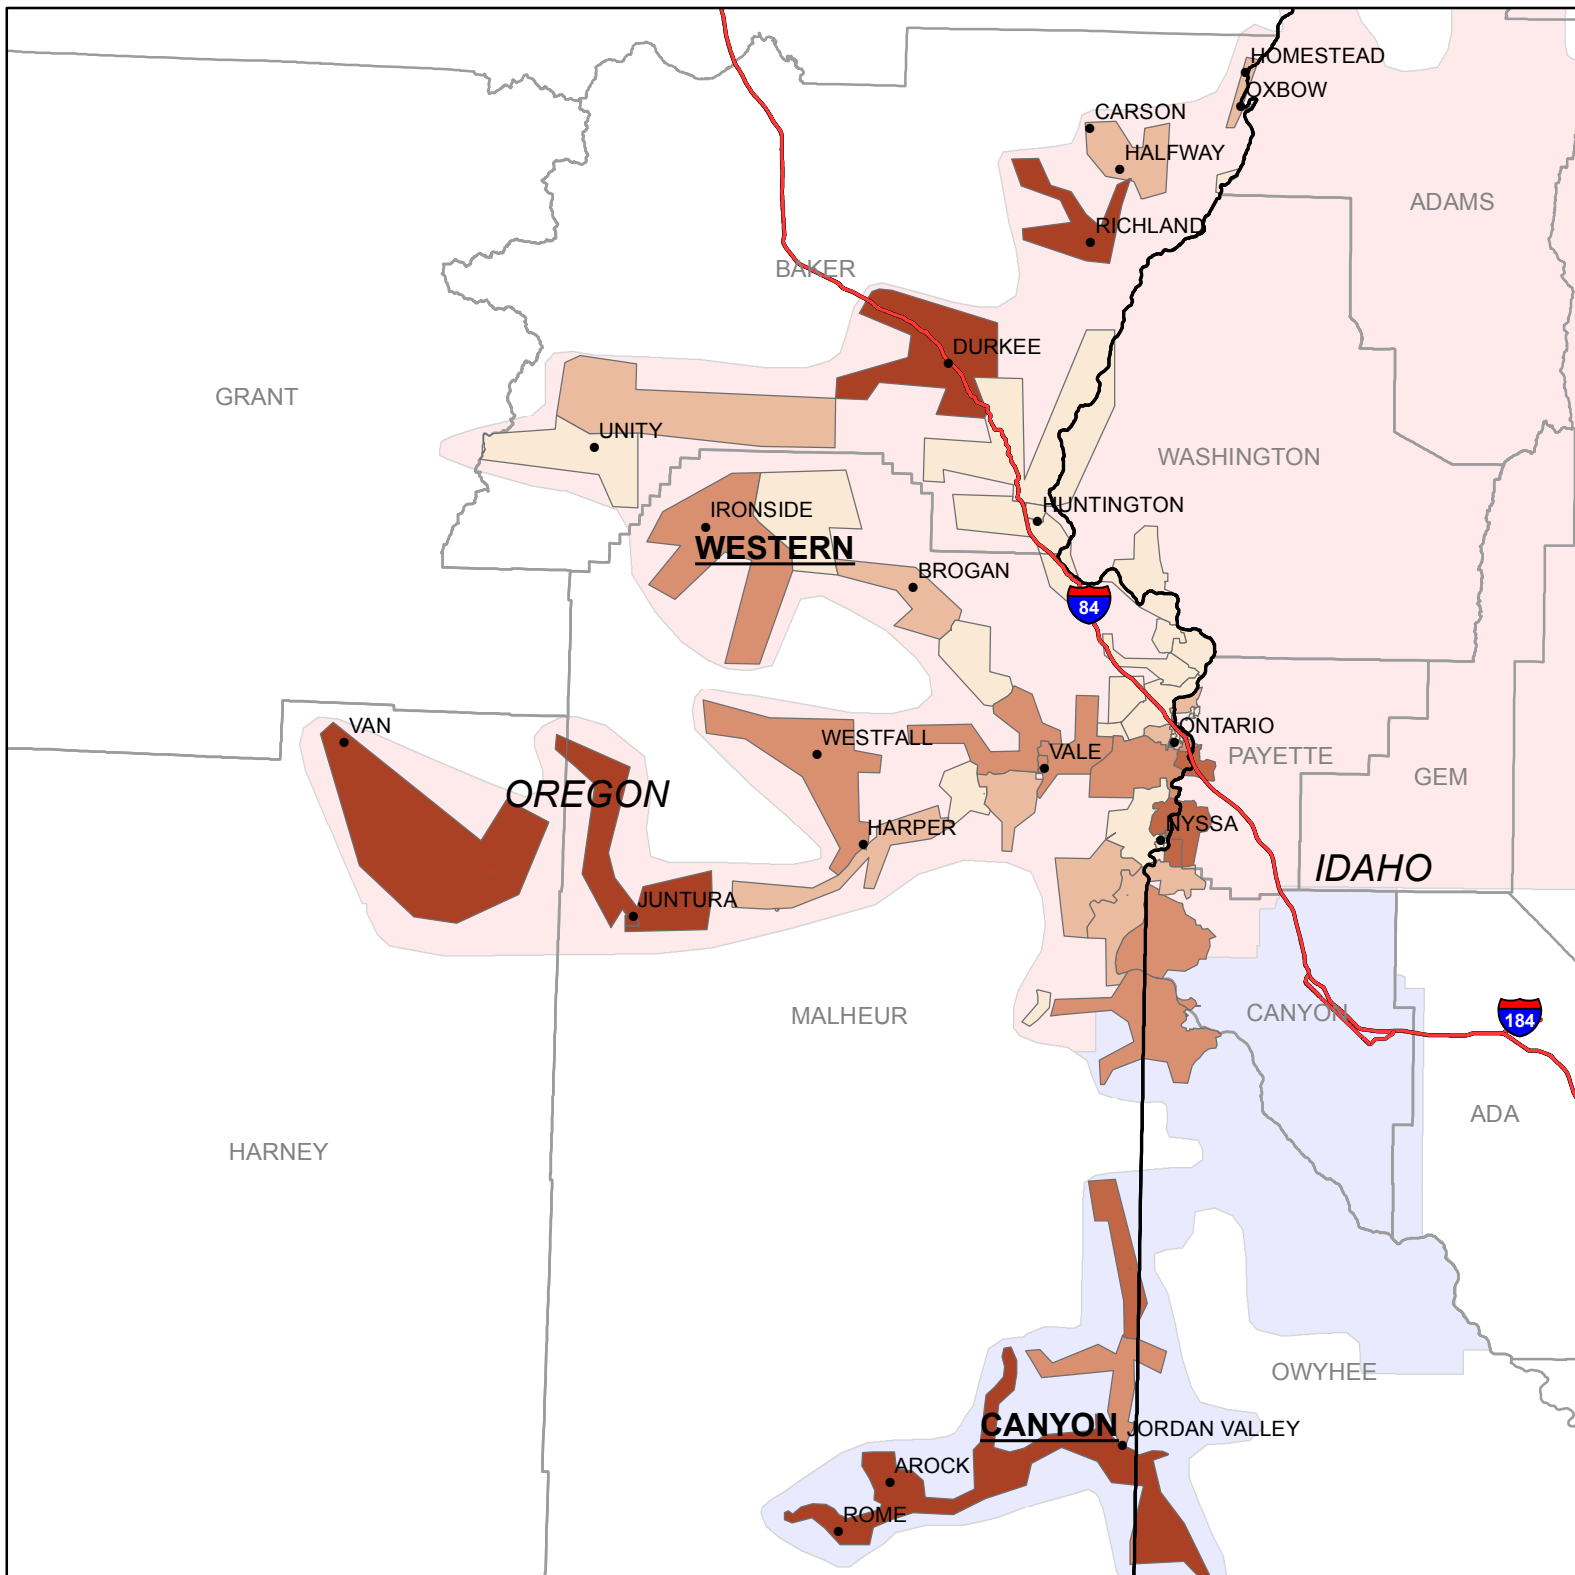 HOMESTEAD
OXBOW
CARSON
HALFWAY
ADAMS
RICHLAND
BAKER
DURKEE
GRANT
UNITY
WASHINGTON
HUNTINGTON
IRONSIDE
WESTERN
BROGAN
84
VAN
ONTARIO
WESTFALL
VALE
PAYETTE
GEM
OREGON
HARPER
NYSSA
IDAHO
JUNTURA
MALHEUR
CANYON
184
ADA
HARNEY
OWYHEE
CANYON
JORDAN VALLEY
AROCK
ROME